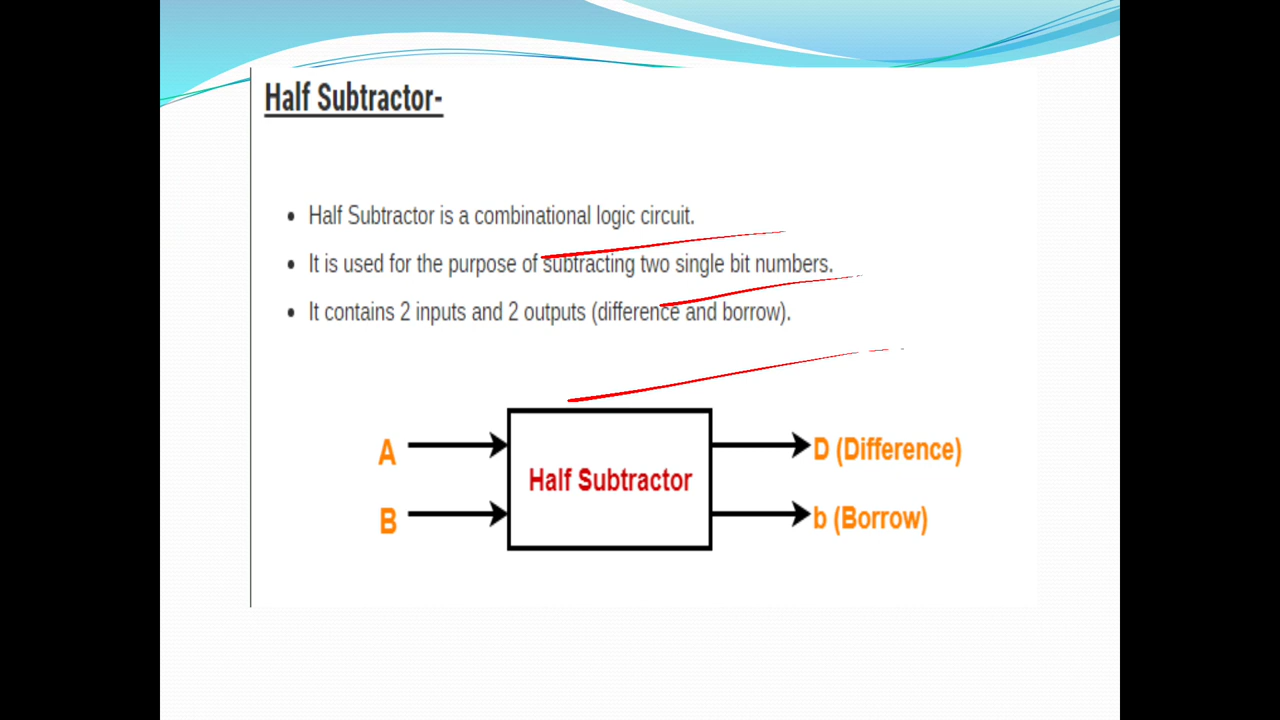 Half Subtractor-
• Half Subtractor is a combinational logic circuit.
• It is used for the purpose of subtracting two single bit numbers.
• It contains 2 inputs and 2 outputs (difference and borrow).
A
Half Subtractor
D (Difference)
B
b (Borrow)